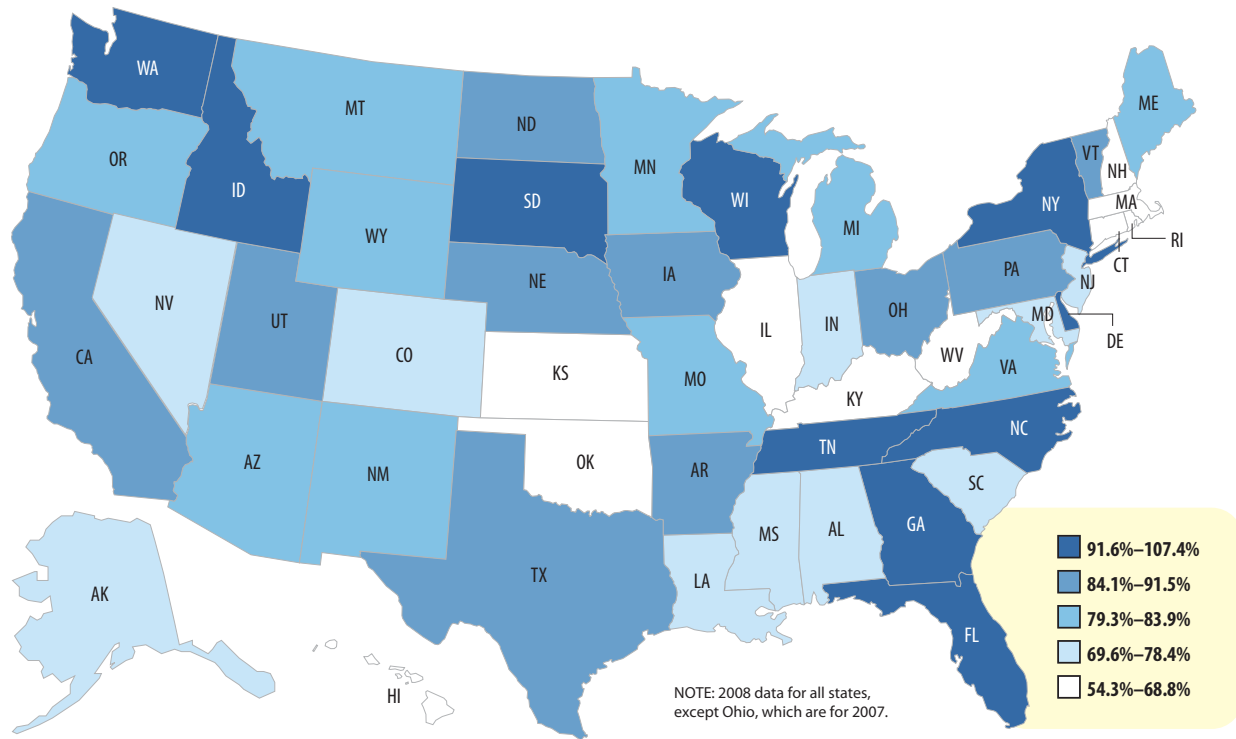 WA
MT
ND
MN
ME
VT
NH
OR
ID
SD
WI
NY
MA
RI
CT
WY
MI
NE
IA
PA
NJ
NV
UT
CO
IL
IN
OH
MD
DE
WV
VA
CA
KS
MO
KY
NC
TN
AZ
NM
OK
AR
SC
MS
AL
GA
TX
LA
AK
FL
HI
91.6%–107.4%
84.1%–91.5%
79.3%–83.9%
69.6%–78.4%
54.3%–68.8%
NOTE: 2008 data for all states,
except Ohio, which are for 2007.